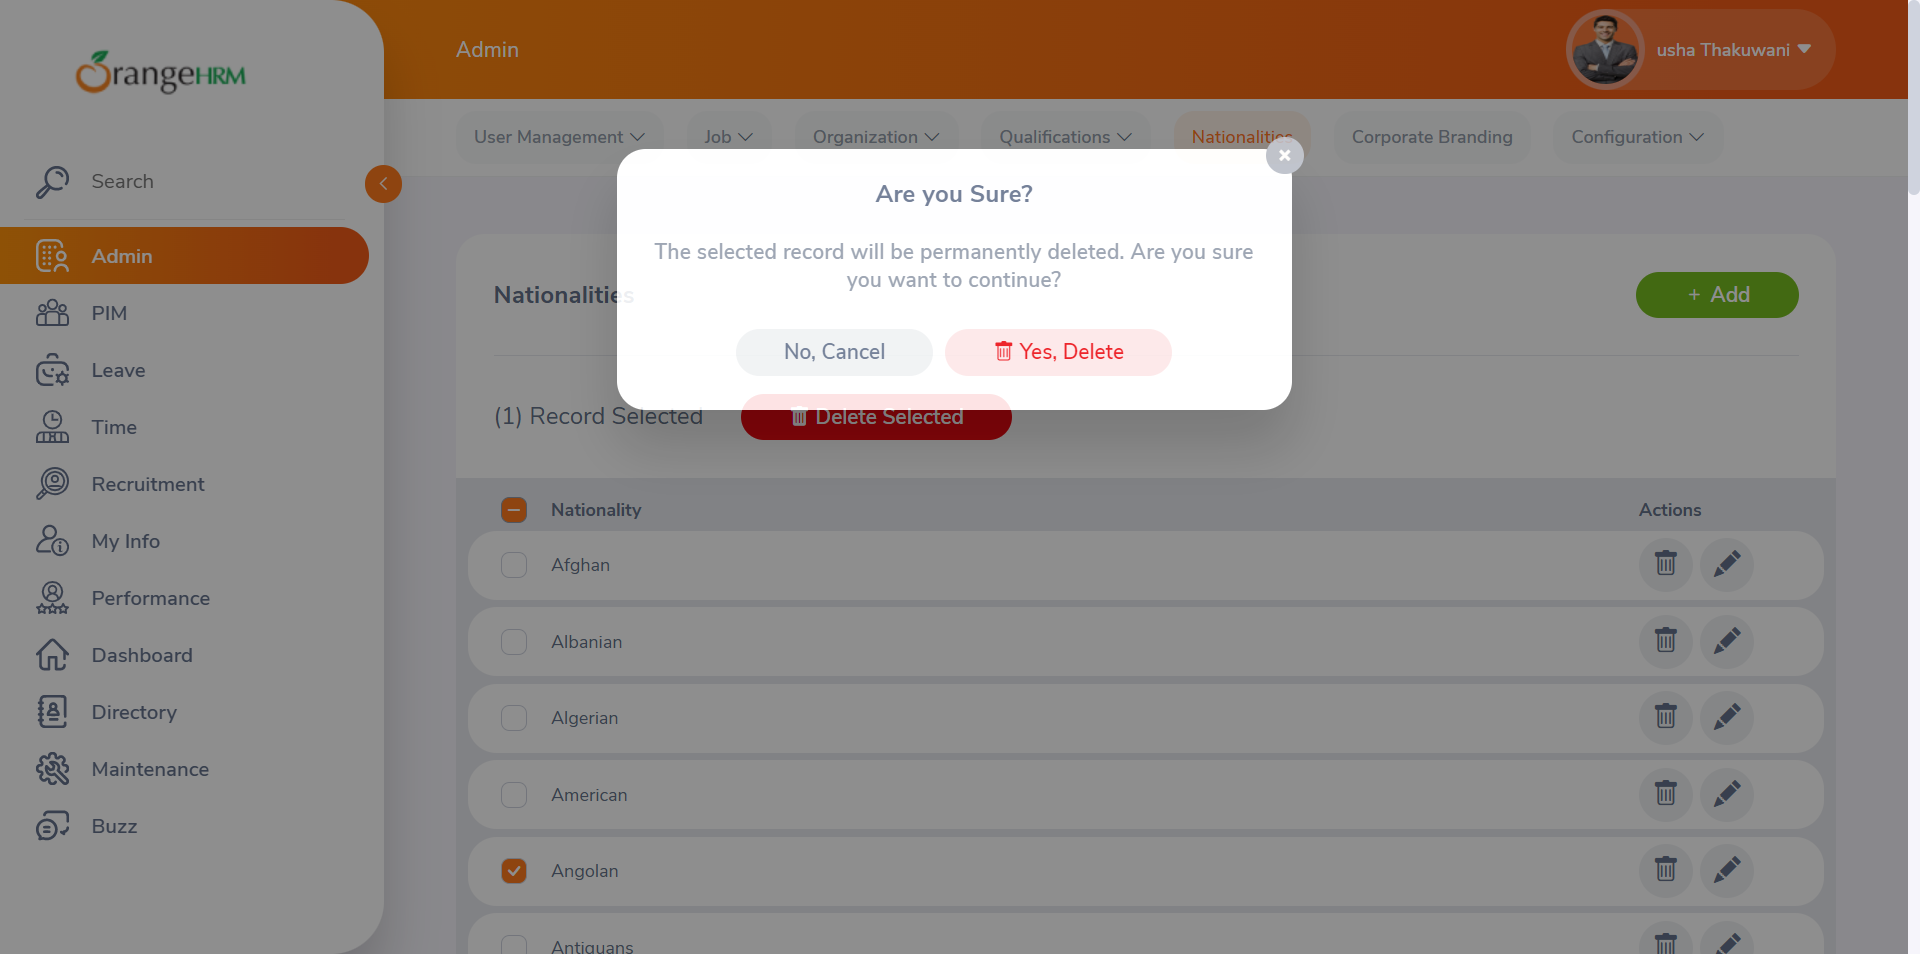 OrangeHRM
Admin
usha Thakuwani
Search
Admin
PIM
Leave
Time
Recruitment
My Info
Performance
Dashboard
Directory
Maintenance
Buzz
User Management
Job
Organization
Qualifications
Nationalities
Corporate Branding
Configuration
Are you Sure?
The selected record will be permanently deleted. Are you sure
you want to continue?
No, Cancel
Yes, Delete
Nationalities
+ Add
(1) Record Selected
Delete Selected
Nationality
Actions
Afghan
Albanian
Algerian
American
Angolan
Antiguans